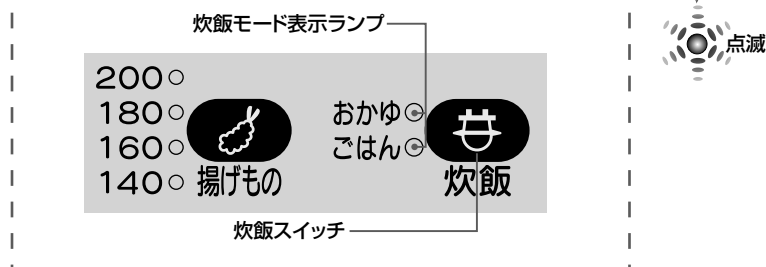 炊飯モード表示ランプ
点滅
200
180
160
140
揚げもの
おかゆ
ごはん
炊飯
炊飯スイッチ